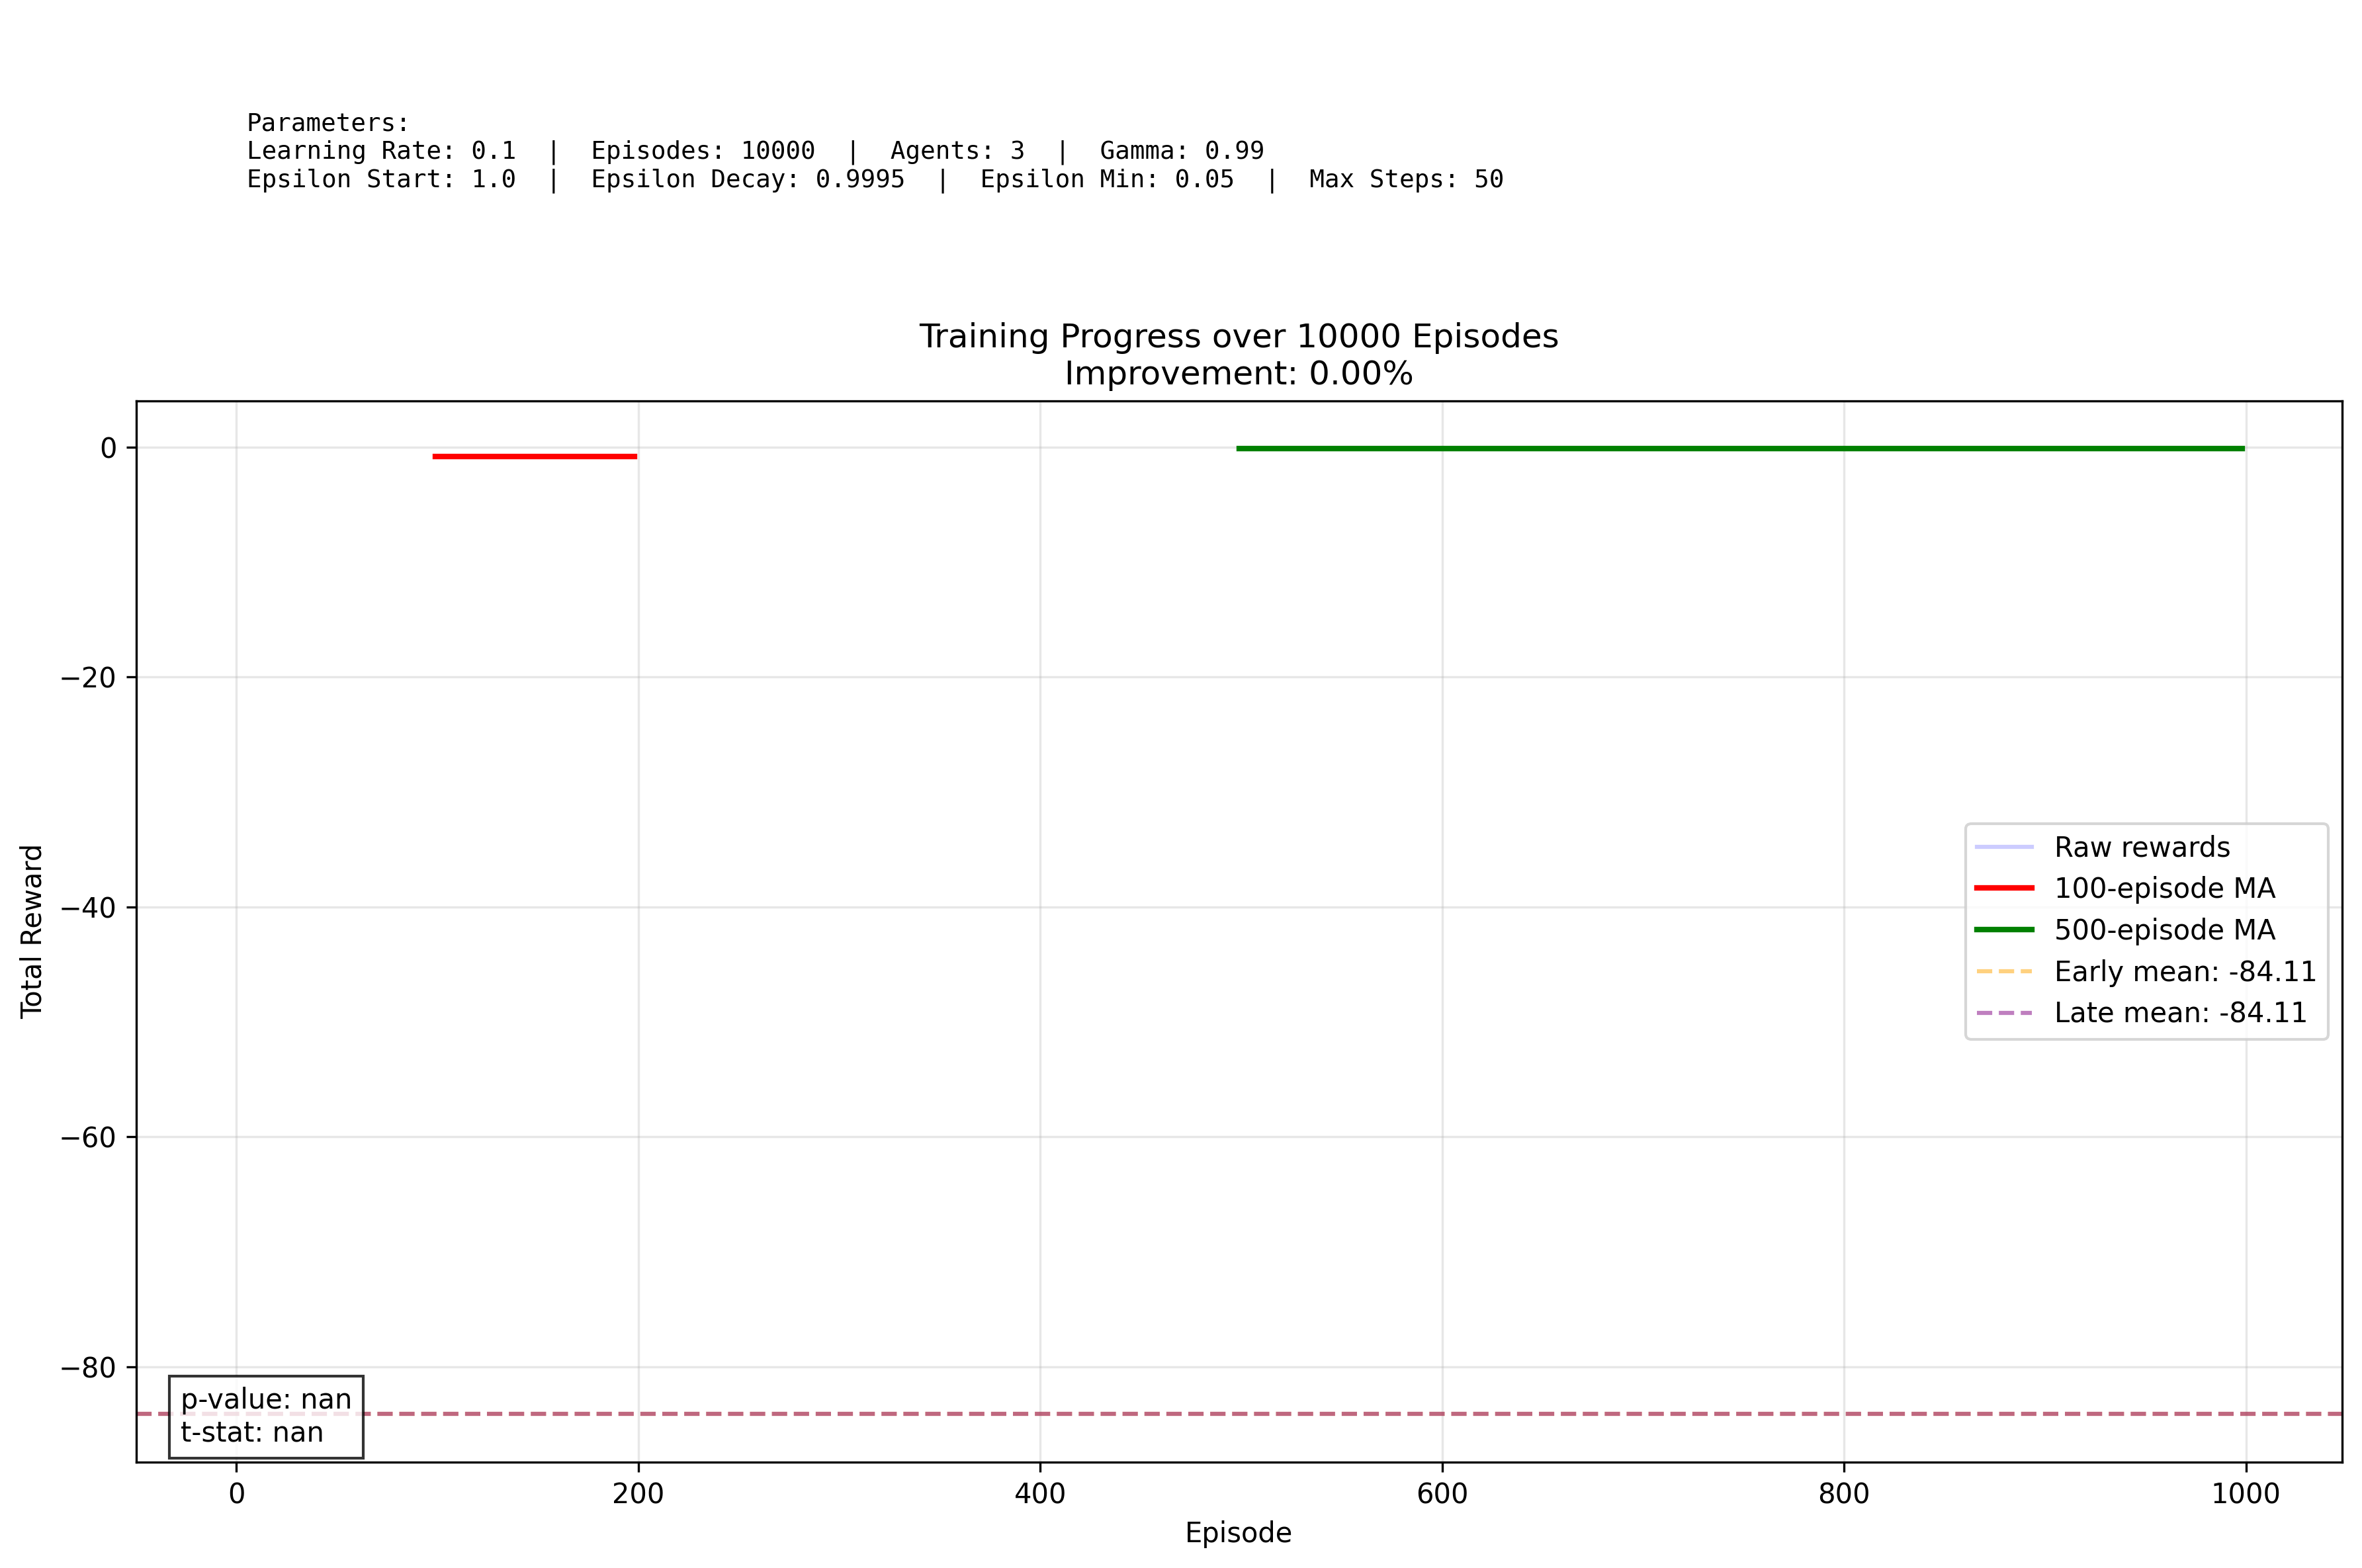 Parameters:
Learning Rate: 0.1  |  Episodes: 10000  |  Agents: 3  |  Gamma: 0.99
Epsilon Start: 1.0  |  Epsilon Decay: 0.9995  |  Epsilon Min: 0.05  |  Max Steps: 50
Training Progress over 10000 Episodes
Improvement: 0.00%
Total Reward
0
−20
−40
−60
−80
Raw rewards
100-episode MA
500-episode MA
Early mean: -84.11
Late mean: -84.11
p-value: nan
t-stat: nan
0
200
400
600
800
1000
Episode